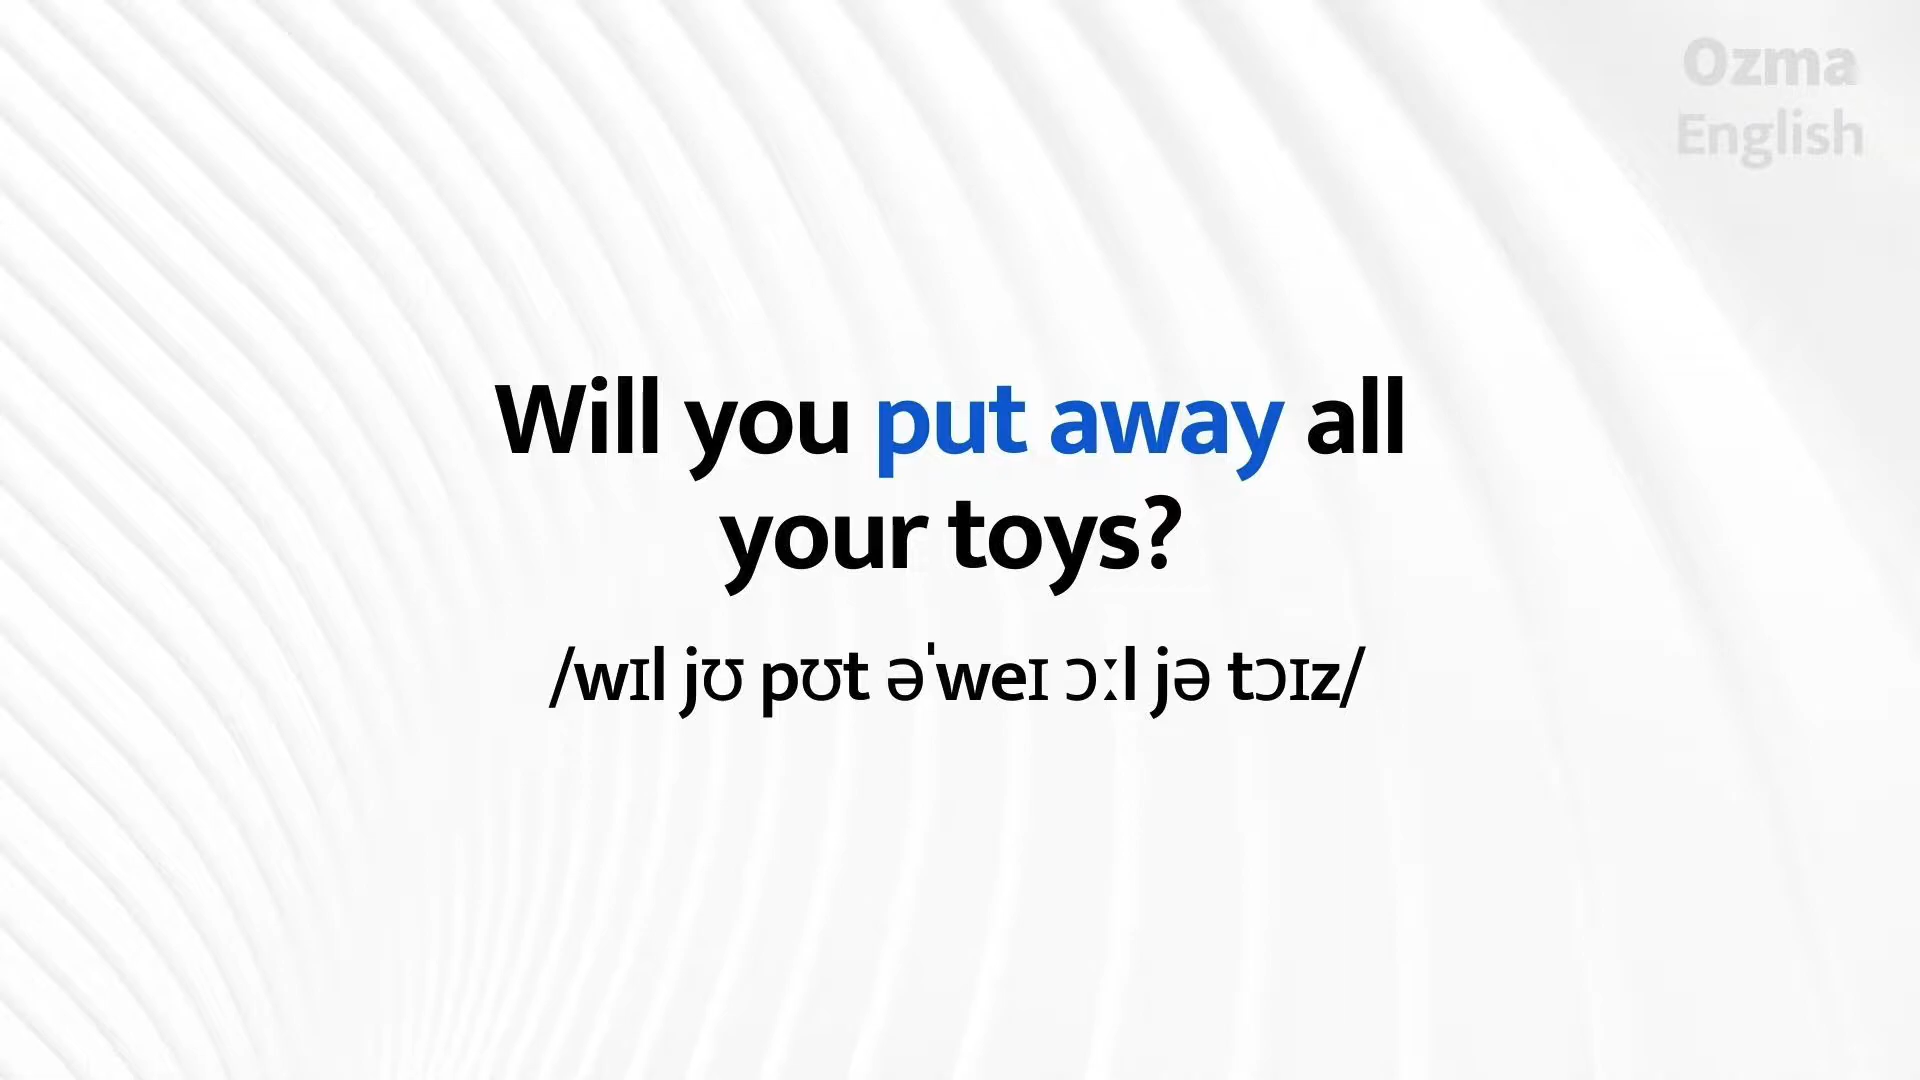 Ozma
English
Will you put away all
your toys?
/wɪl jʊ pʊt əˈweɪ ɔːl jə tɔɪz/